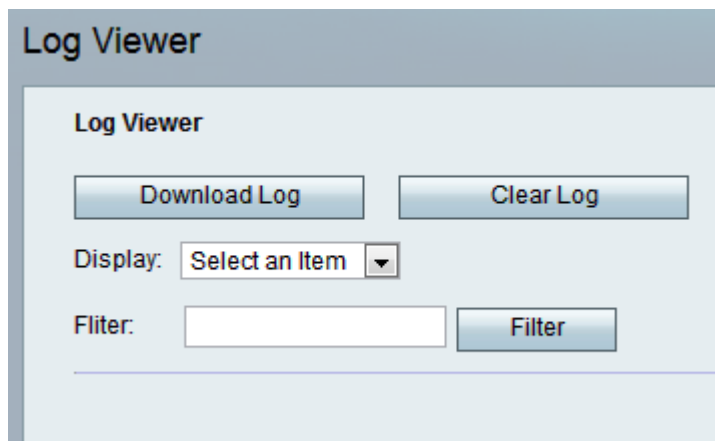 Log Viewer
Log Viewer
Download Log Clear Log
Display: Select an Item
Fliter: Filter